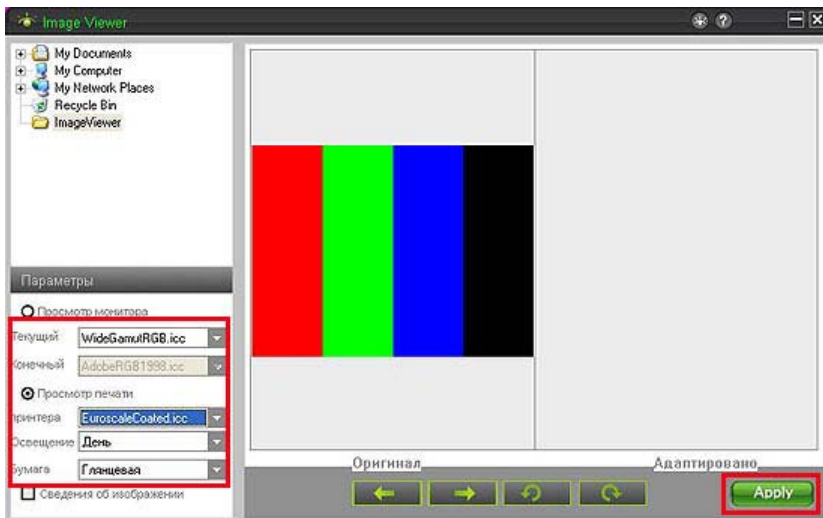 Image Viewer
My Documents
My Computer
My Network Places
Recycle Bin
ImageViewer
Параметры
Просмотр монитора
Текущий WideGamutRGB.icc
Конечный AdobeRGB1998.icc
Просмотр печати
принтера EuroscaleCoated.icc
Освещение День
Бумага Глянцевая
Сведения об изображении
Оригинал Адаптировано
Apply